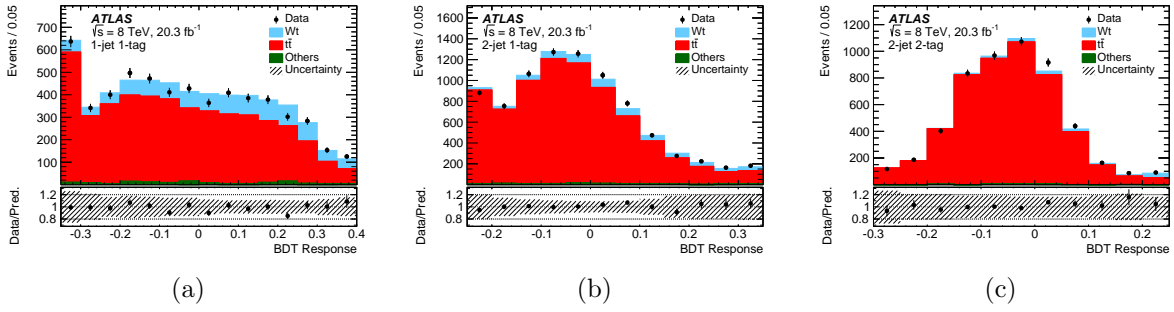 Events / 0.05
700
600
500
400
300
200
100
ATLAS
√s = 8 TeV, 20.3 fb⁻¹
1-jet 1-tag
Data
Wt
tt̄
Others
Uncertainty
Data/Pred.
1.2
1
0.8
-0.3 -0.2 -0.1 0 0.1 0.2 0.3 0.4
BDT Response
(a)
Events / 0.05
1600
1400
1200
1000
800
600
400
200
ATLAS
√s = 8 TeV, 20.3 fb⁻¹
2-jet 1-tag
Data
Wt
tt̄
Others
Uncertainty
Data/Pred.
1.2
1
0.8
-0.2 -0.1 0 0.1 0.2 0.3
BDT Response
(b)
Events / 0.05
1200
1000
800
600
400
200
ATLAS
√s = 8 TeV, 20.3 fb⁻¹
2-jet 2-tag
Data
Wt
tt̄
Others
Uncertainty
Data/Pred.
1.2
1
0.8
-0.3 -0.2 -0.1 0 0.1 0.2
BDT Response
(c)